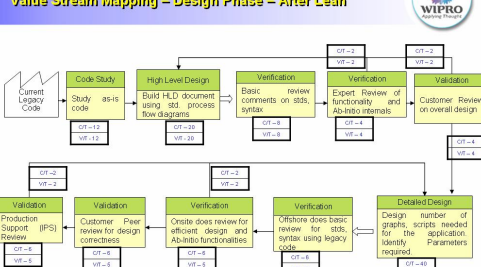 Value Stream Mapping – Design Phase – After Lean
WIPRO
Applying Thought
C/T – 2
V/T – 2
C/T – 2
V/T – 2
Current
Legacy
Code
Code Study
Study as-is
code
C/T – 12
V/T - 12
High Level Design
Build HLD document
using std. process
flow diagrams
C/T – 20
V/T - 20
Verification
Basic review
comments on stds,
syntax
C/T – 8
V/T – 8
Verification
Expert Review of
functionality and
Ab-Initio internals
C/T – 4
V/T – 4
Validation
Customer Review
on overall design
C/T – 4
V/T – 4
C/T –2
V/T – 2
C/T –2
V/T – 2
Validation
Production
Support (IPS)
Review
C/T – 6
V/T – 5
Validation
Customer Peer
review for design
correctness
C/T – 6
V/T – 5
Verification
Onsite does review for
efficient design and
Ab-Initio functionalities
C/T – 6
V/T – 5
Verification
Offshore does basic
review for stds,
syntax using legacy
code
C/T – 6
Detailed Design
Design number of
graphs, scripts needed
for the application.
Identify Parameters
required.
C/T – 40